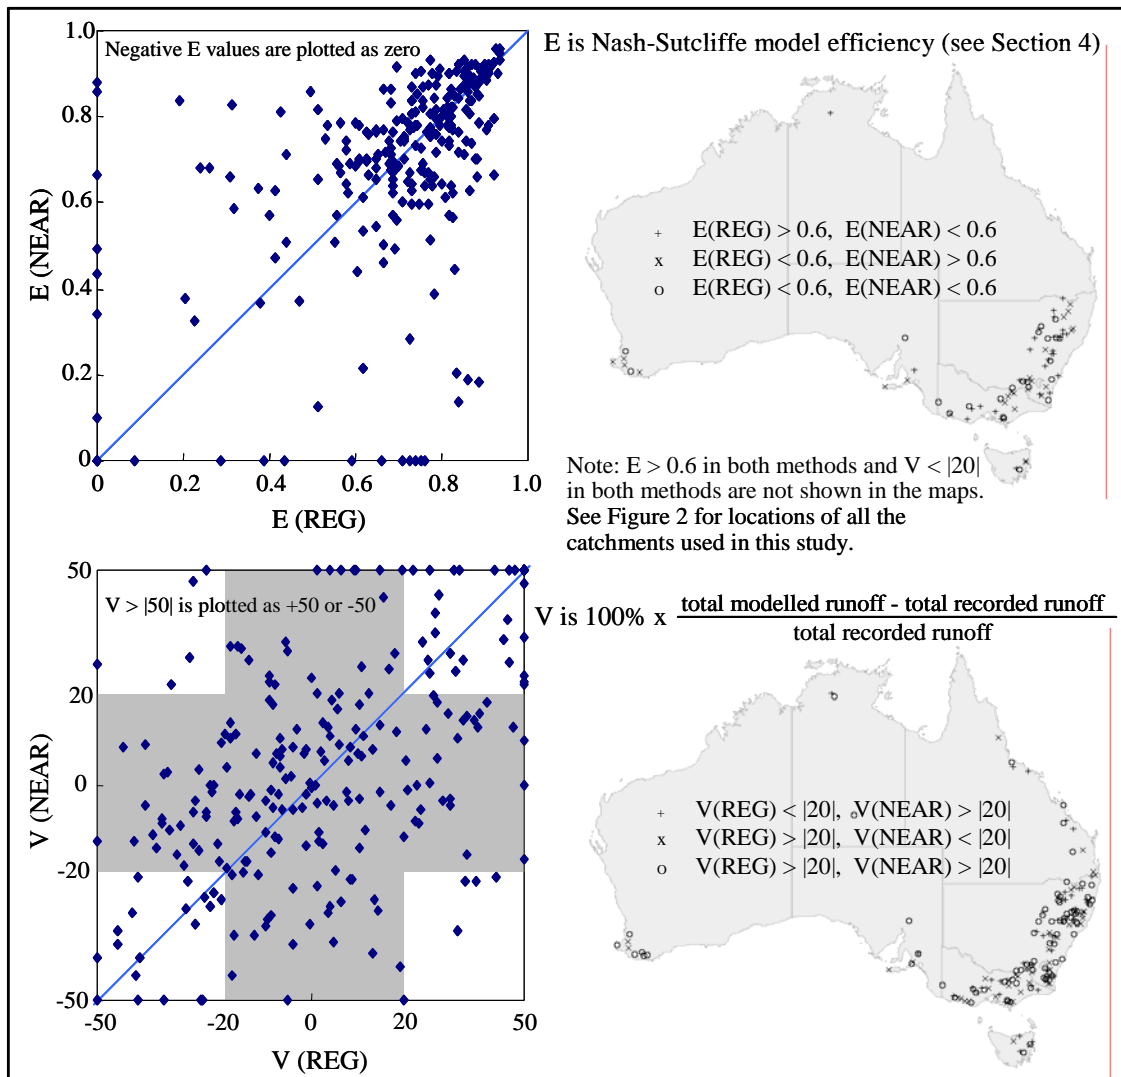 1.0
Negative E values are plotted as zero
0.8
0.6
0.4
0.2
0
E (NEAR)
0 0.2 0.4 0.6 0.8 1.0
E (REG)
E is Nash-Sutcliffe model efficiency (see Section 4)
+ E(REG) > 0.6, E(NEAR) < 0.6
x E(REG) < 0.6, E(NEAR) > 0.6
o E(REG) < 0.6, E(NEAR) < 0.6
Note: E > 0.6 in both methods and V < |20|
in both methods are not shown in the maps.
See Figure 2 for locations of all the
catchments used in this study.
50
V > |50| is plotted as +50 or -50
20
0
-20
-50
V (NEAR)
-50 -20 0 20 50
V (REG)
V is 100% x total modelled runoff - total recorded runoff
total recorded runoff
+ V(REG) < |20|, V(NEAR) > |20|
x V(REG) > |20|, V(NEAR) < |20|
o V(REG) > |20|, V(NEAR) > |20|